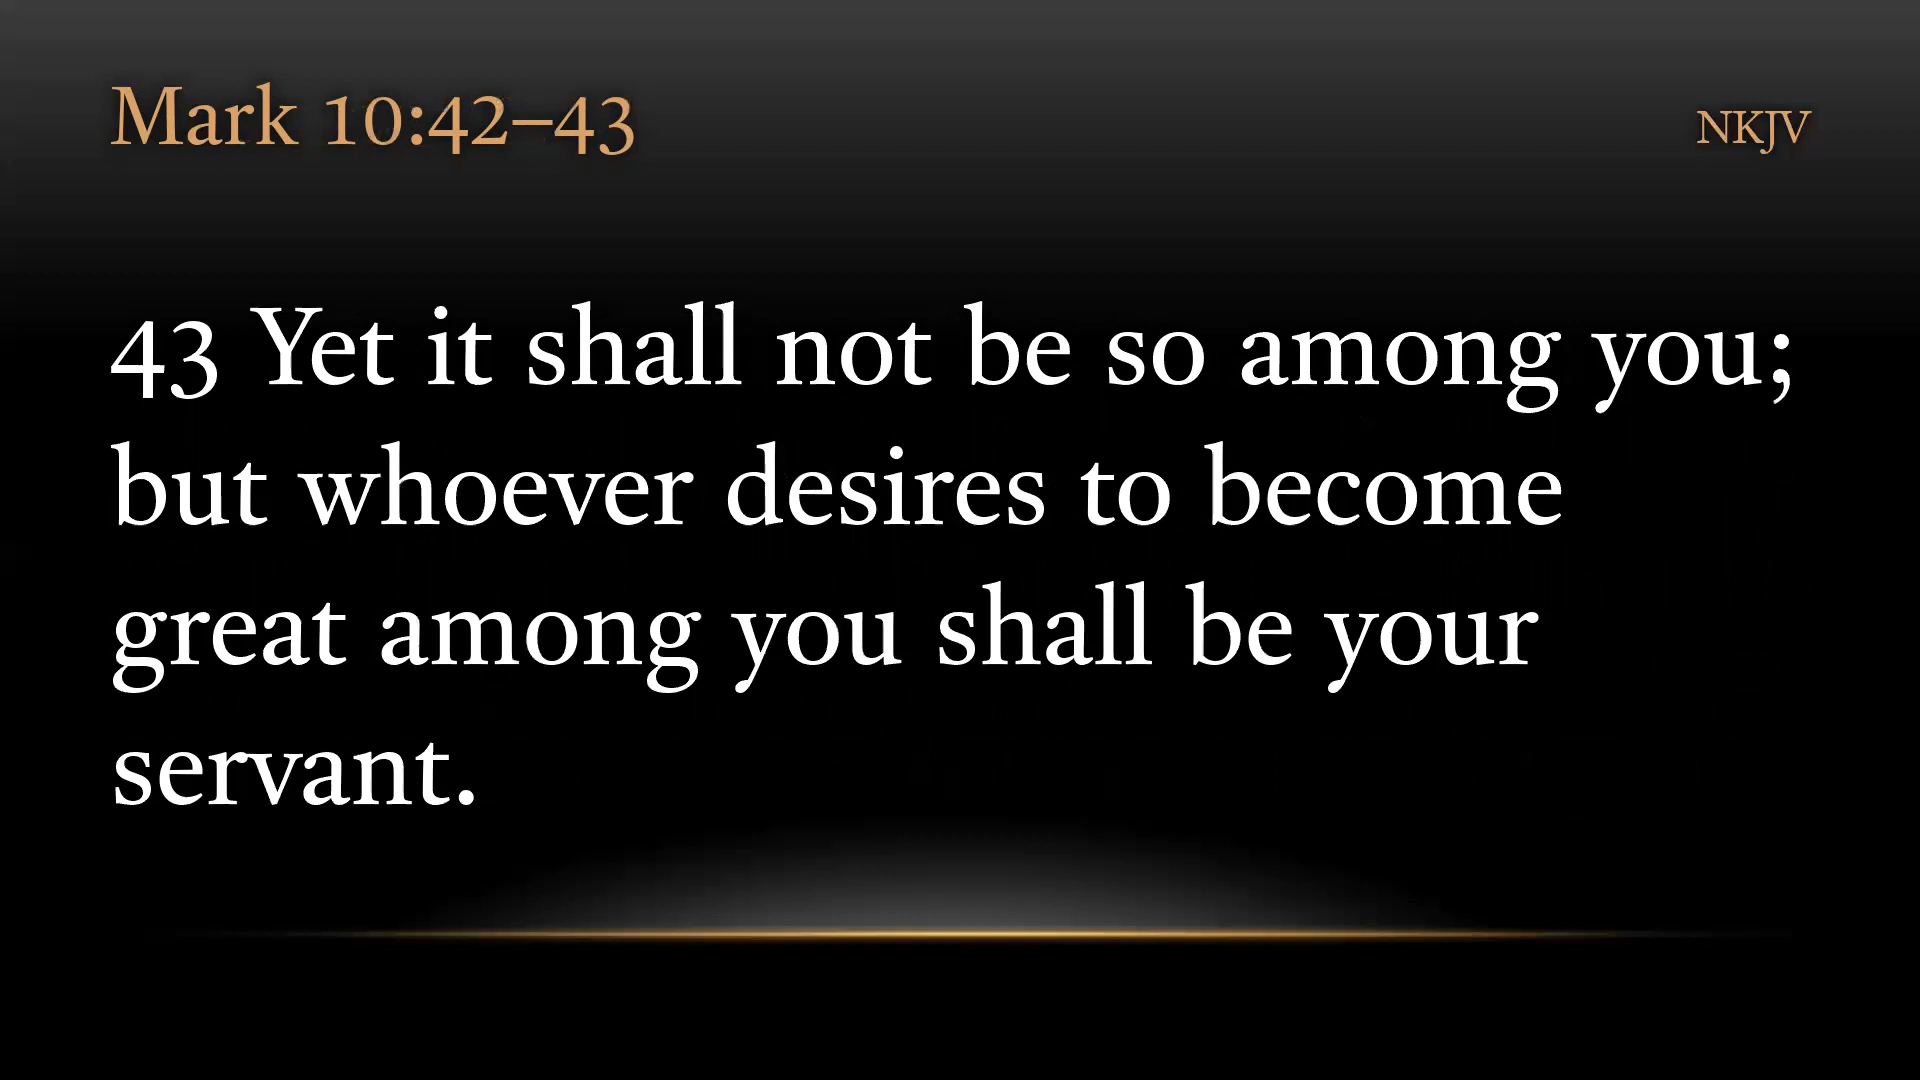 Mark 10:42–43
NKJV
43 Yet it shall not be so among you;
but whoever desires to become
great among you shall be your
servant.